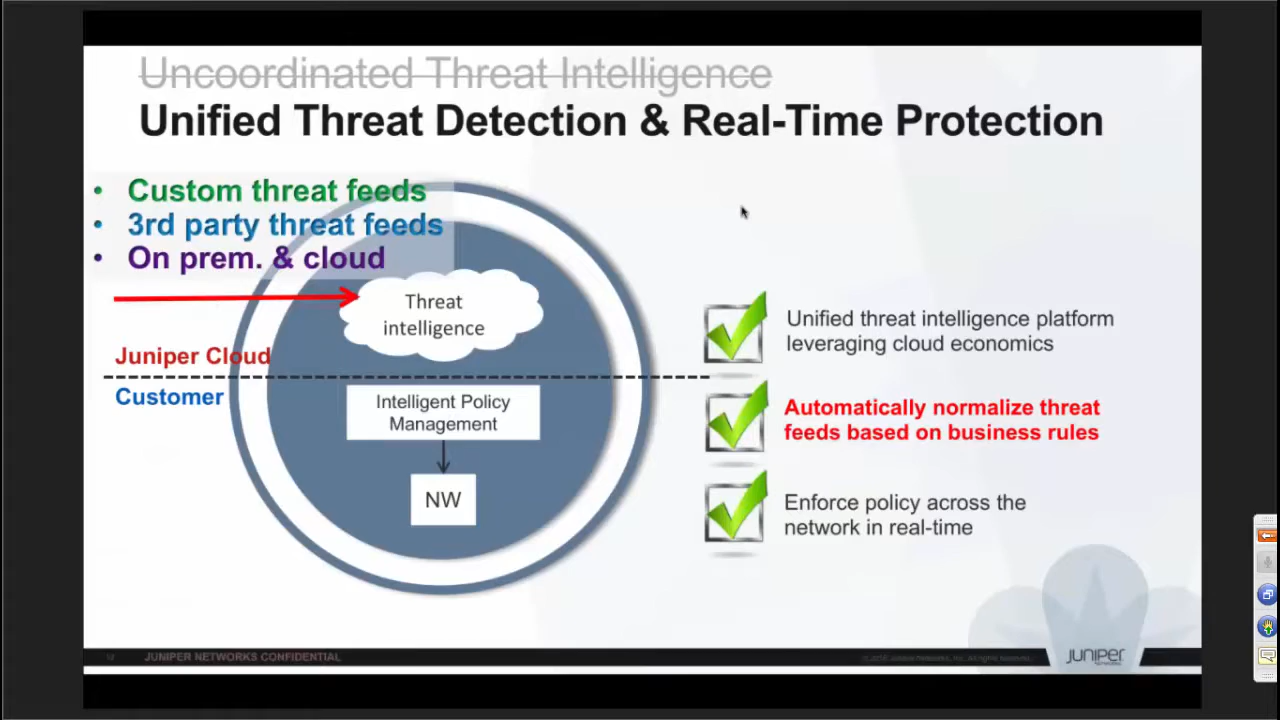 Uncoordinated Threat Intelligence
Unified Threat Detection & Real-Time Protection
• Custom threat feeds
• 3rd party threat feeds
• On prem. & cloud
Threat
intelligence
Juniper Cloud
Customer
Intelligent Policy
Management
NW
Unified threat intelligence platform
leveraging cloud economics
Automatically normalize threat
feeds based on business rules
Enforce policy across the
network in real-time
JUNIPER NETWORKS CONFIDENTIAL
JUNIPER
NETWORKS